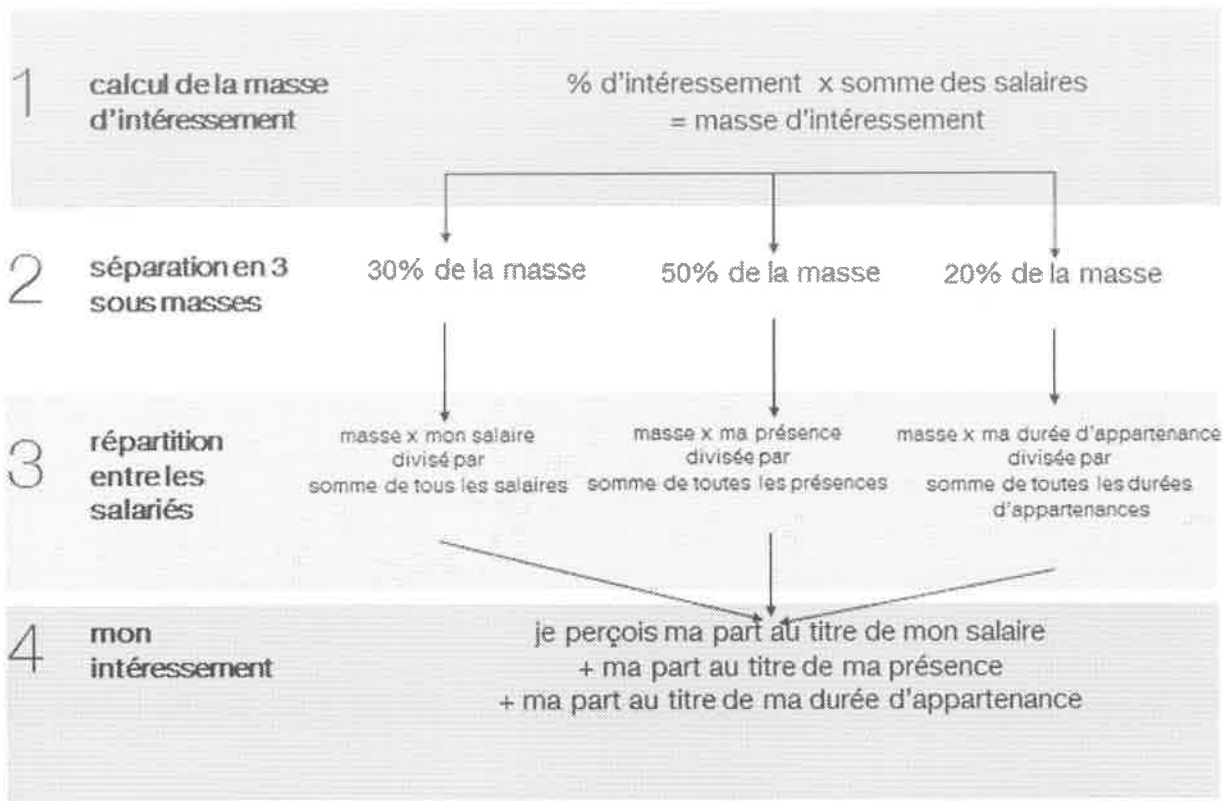 1
calcul de la masse
d'intéressement
% d'intéressement x somme des salaires
= masse d'intéressement
2
séparation en 3
sous masses
30% de la masse
50% de la masse
20% de la masse
3
répartition
entre les
salariés
masse x mon salaire
divisé par
somme de tous les salaires
masse x ma présence
divisée par
somme de toutes les présences
masse x ma durée d'appartenance
divisée par
somme de toutes les durées
d'appartenances
4
mon
intéressement
je perçois ma part au titre de mon salaire
+ ma part au titre de ma présence
+ ma part au titre de ma durée d'appartenance